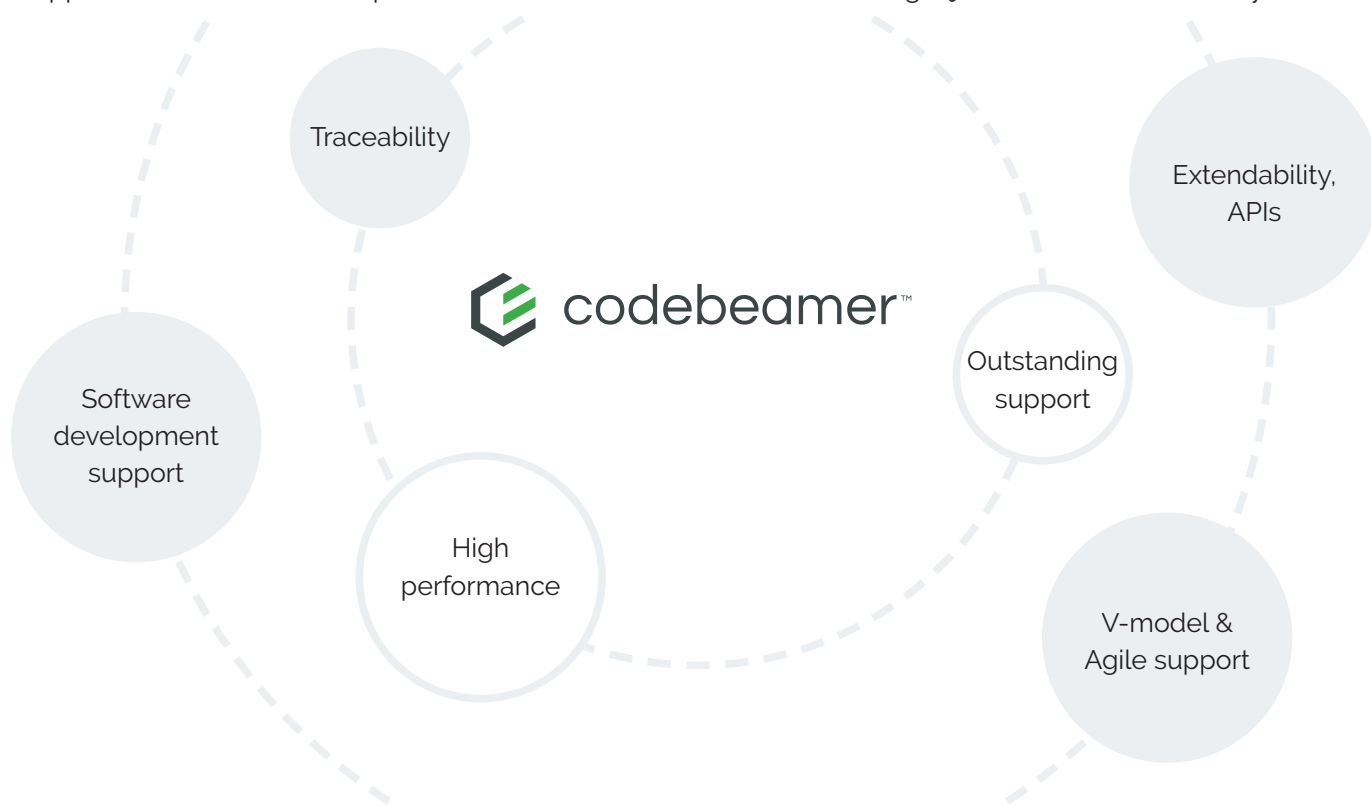 Traceability
Extendability,
APIs
codebeamer™
Outstanding
support
Software
development
support
High
performance
V-model &
Agile support